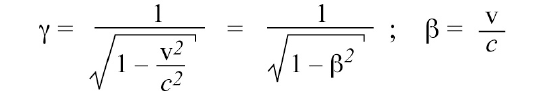 γ = 1/√(1 − v²/c²) = 1/√(1 − β²) ; β = v/c